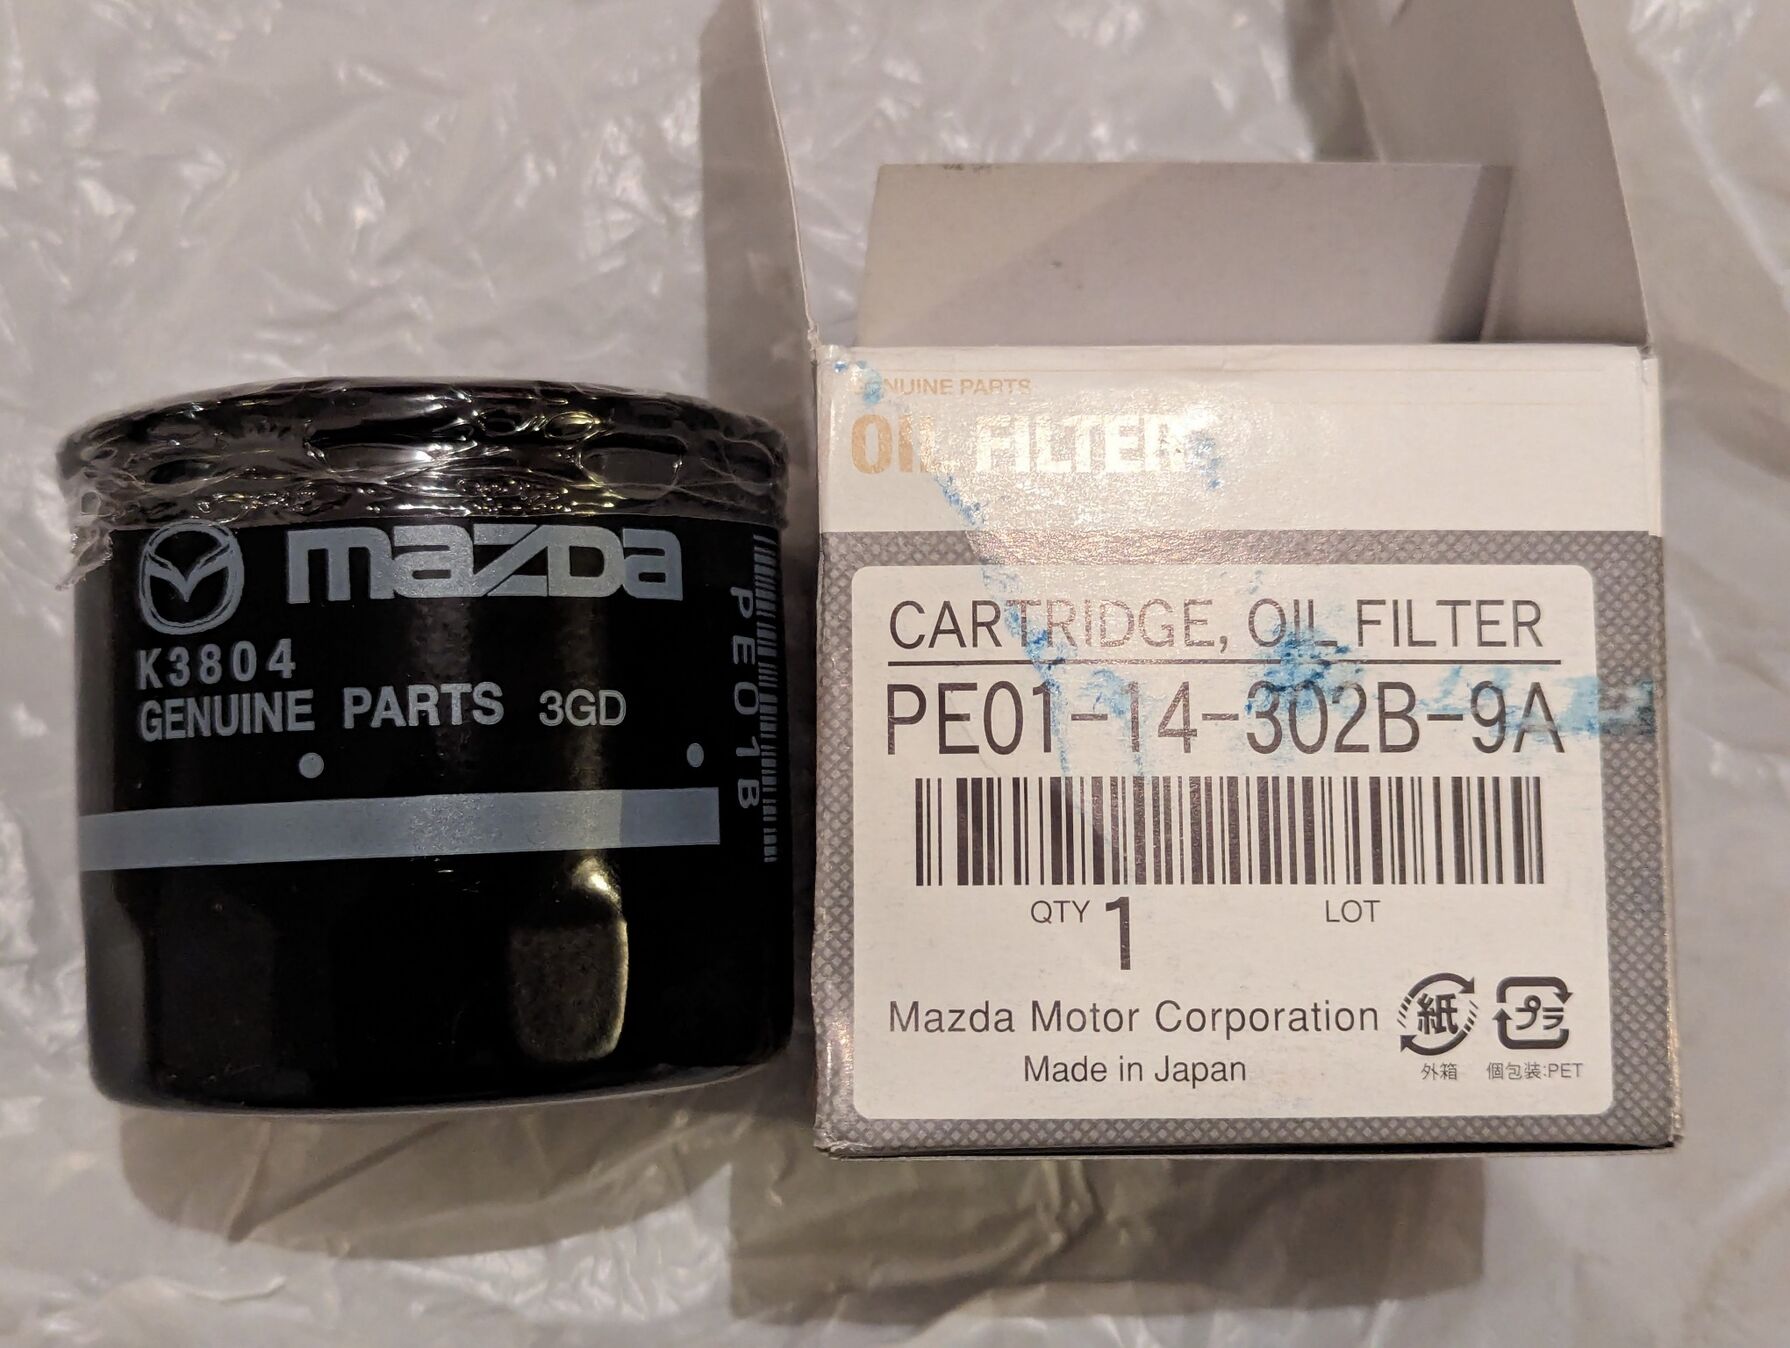 mazda
K3804
GENUINE PARTS 3GD
PE01B
GENUINE PARTS
OIL FILTER
CARTRIDGE, OIL FILTER
PE01-14-302B-9A
QTY 1
LOT
Mazda Motor Corporation
Made in Japan
紙
外箱
プラ
個包装:PET